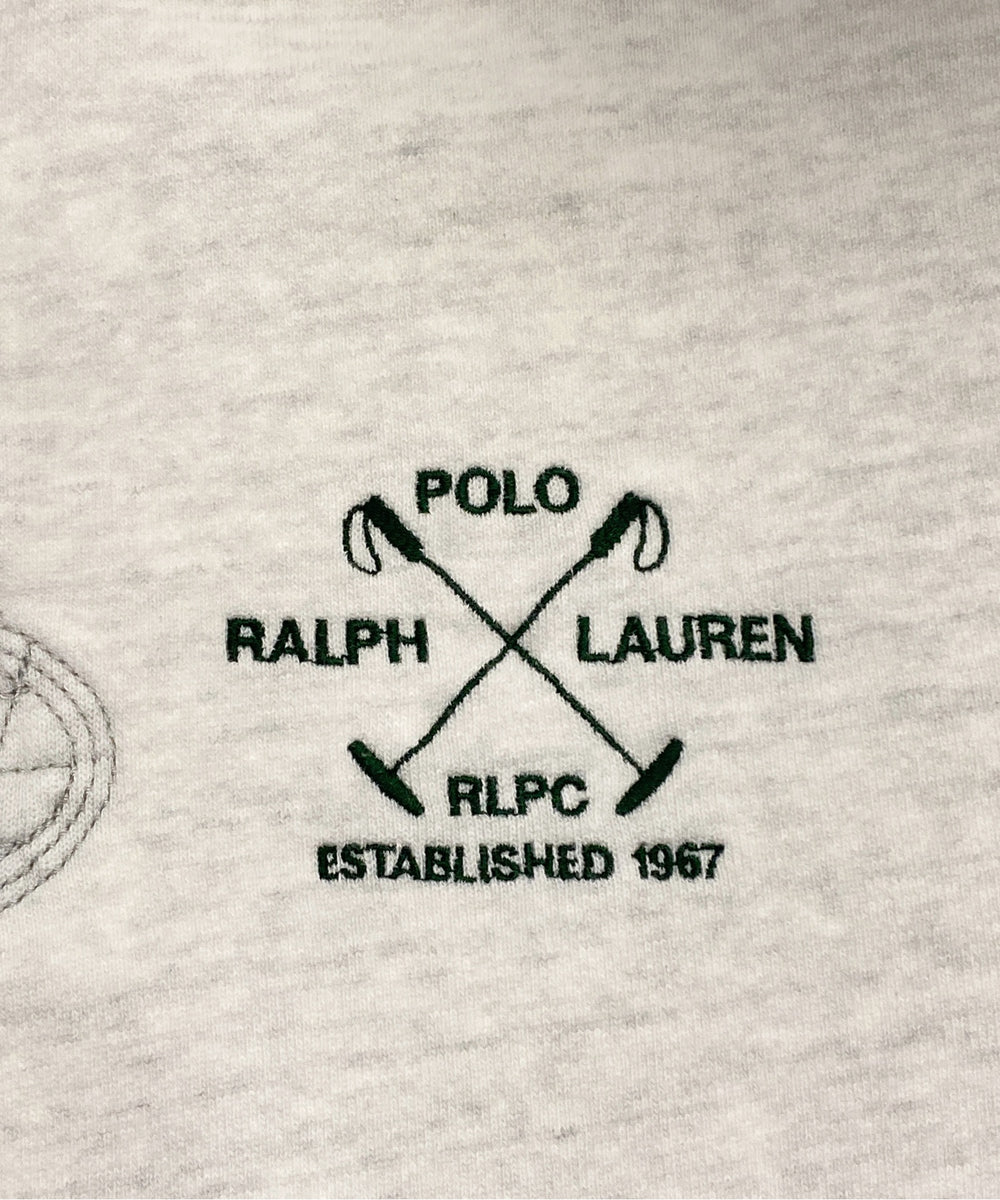 POLO
RALPH LAUREN
RLPC
ESTABLISHED 1967